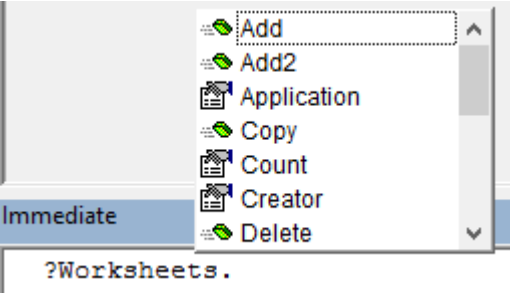 Add
Add2
Application
Copy
Count
Creator
Delete
Immediate
?Worksheets.